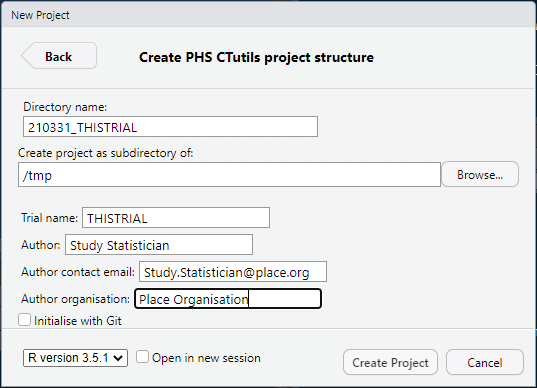 New Project
Back
Create PHS CTutils project structure
Directory name:
210331_THISTRIAL
Create project as subdirectory of:
/tmp
Browse...
Trial name: THISTRIAL
Author: Study Statistician
Author contact email: Study.Statistician@place.org
Author organisation: Place Organisation
Initialise with Git
R version 3.5.1 Open in new session Create Project Cancel